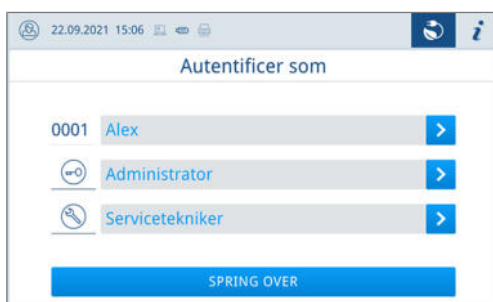 22.09.2021 15:06
i
Autentificer som
0001 Alex
Administrator
Servicetekniker
SPRING OVER